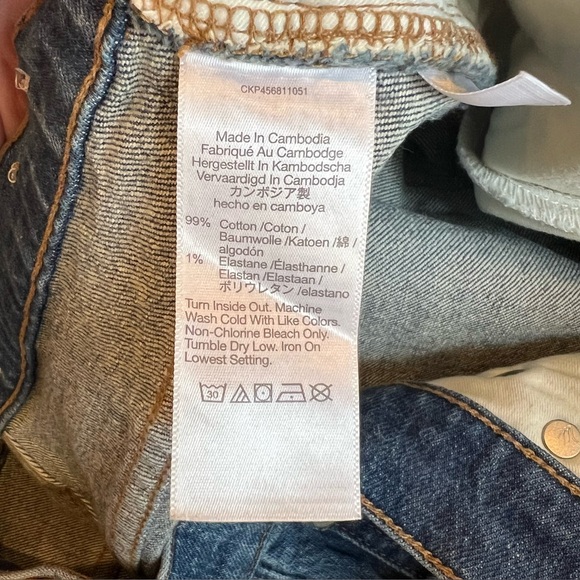 CKP456811051
Made In Cambodia
Fabriqué Au Cambodge
Hergestellt In Kambodscha
Vervaardigd In Cambodja
カンボジア製
hecho en camboya
99% Cotton /Coton /
Baumwolle /Katoen /綿 /
algodón
1% Elastane /Élasthanne /
Elastan /Elastaan /
ポリウレタン /elastano
Turn Inside Out. Machine
Wash Cold With Like Colors.
Non-Chlorine Bleach Only.
Tumble Dry Low. Iron On
Lowest Setting.
30